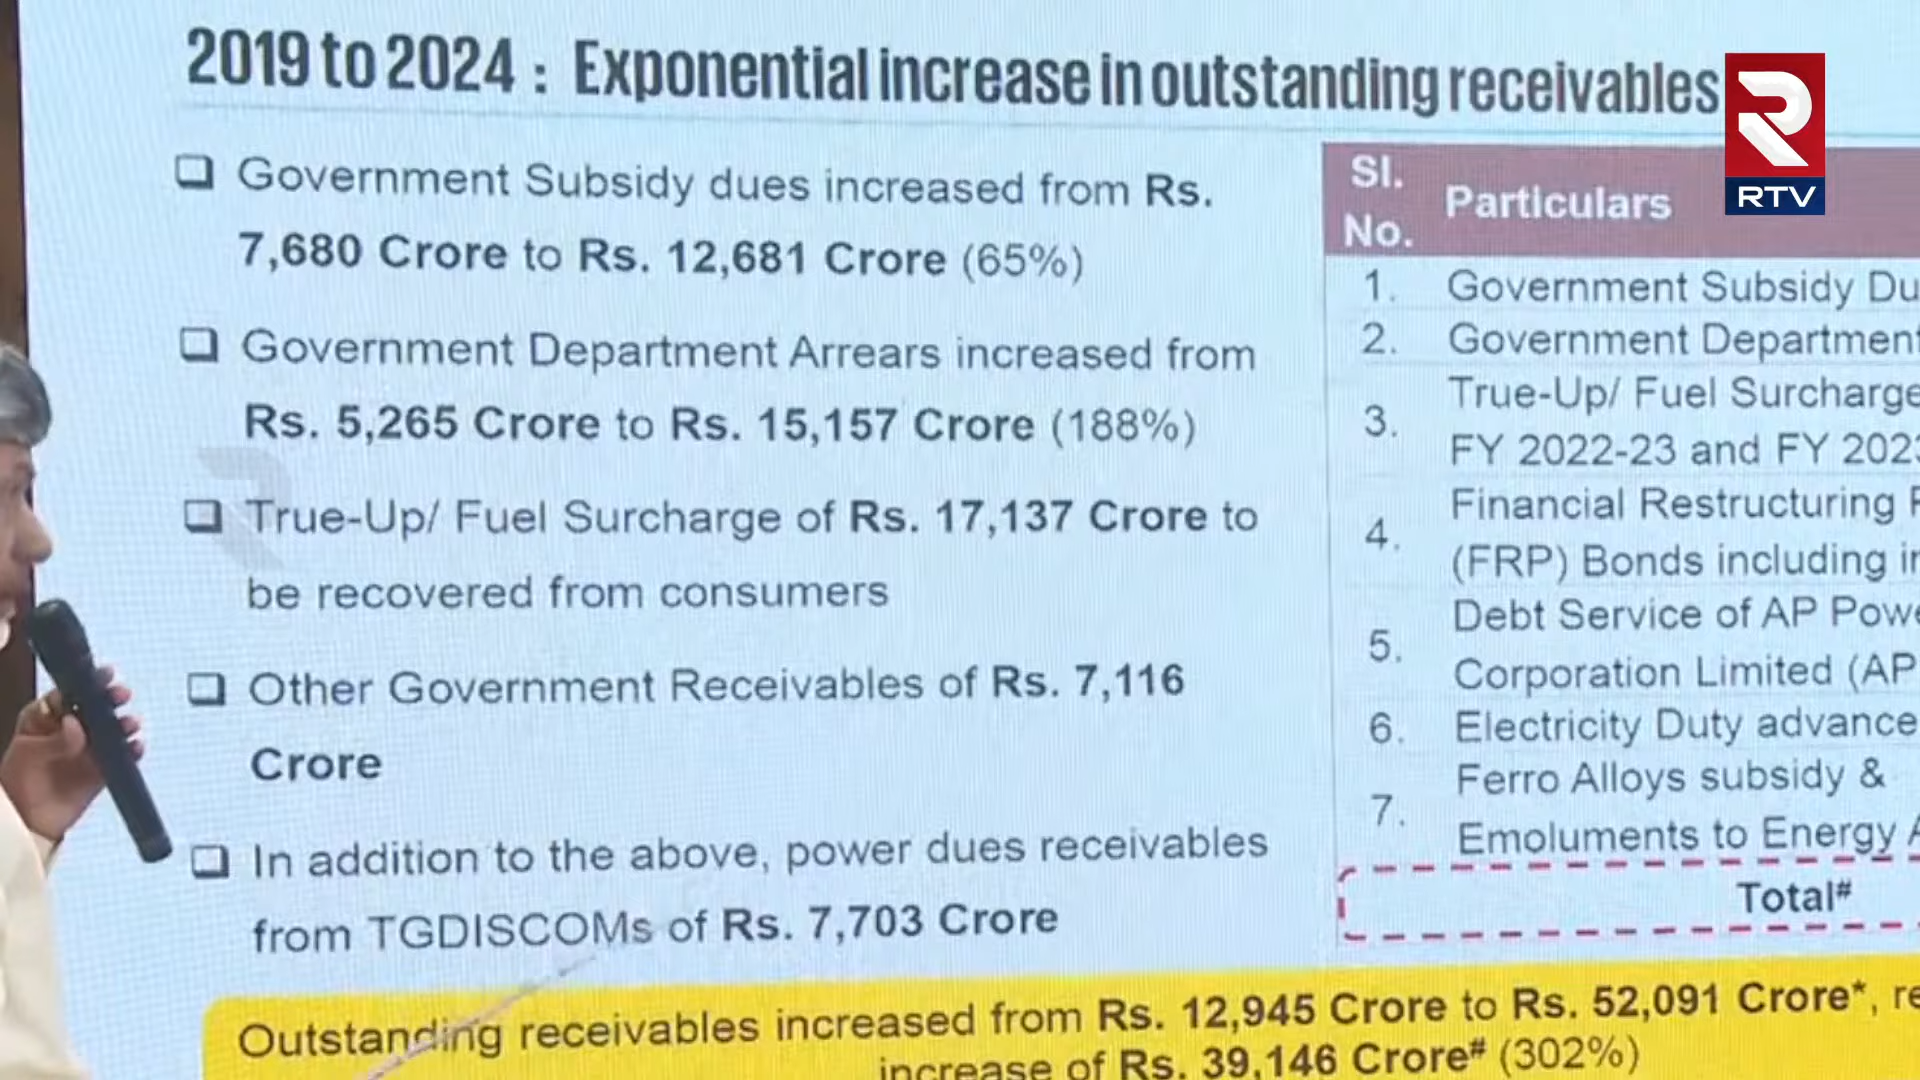 2019 to 2024 : Exponential increase in outstanding receivables
RTV
❑ Government Subsidy dues increased from Rs.
7,680 Crore to Rs. 12,681 Crore (65%)
❑ Government Department Arrears increased from
Rs. 5,265 Crore to Rs. 15,157 Crore (188%)
❑ True-Up/ Fuel Surcharge of Rs. 17,137 Crore to
be recovered from consumers
❑ Other Government Receivables of Rs. 7,116
Crore
❑ In addition to the above, power dues receivables
from TGDISCOMs of Rs. 7,703 Crore
Sl.
No.
Particulars
1. Government Subsidy Du
2. Government Department
3. True-Up/ Fuel Surcharge
FY 2022-23 and FY 202
4. Financial Restructuring
(FRP) Bonds including
5. Debt Service of AP Powe
Corporation Limited (AP
6. Electricity Duty advance
7. Ferro Alloys subsidy &
Emoluments to Energy
Total#
Outstanding receivables increased from Rs. 12,945 Crore to Rs. 52,091 Crore*, re
increase of Rs. 39,146 Crore# (302%)